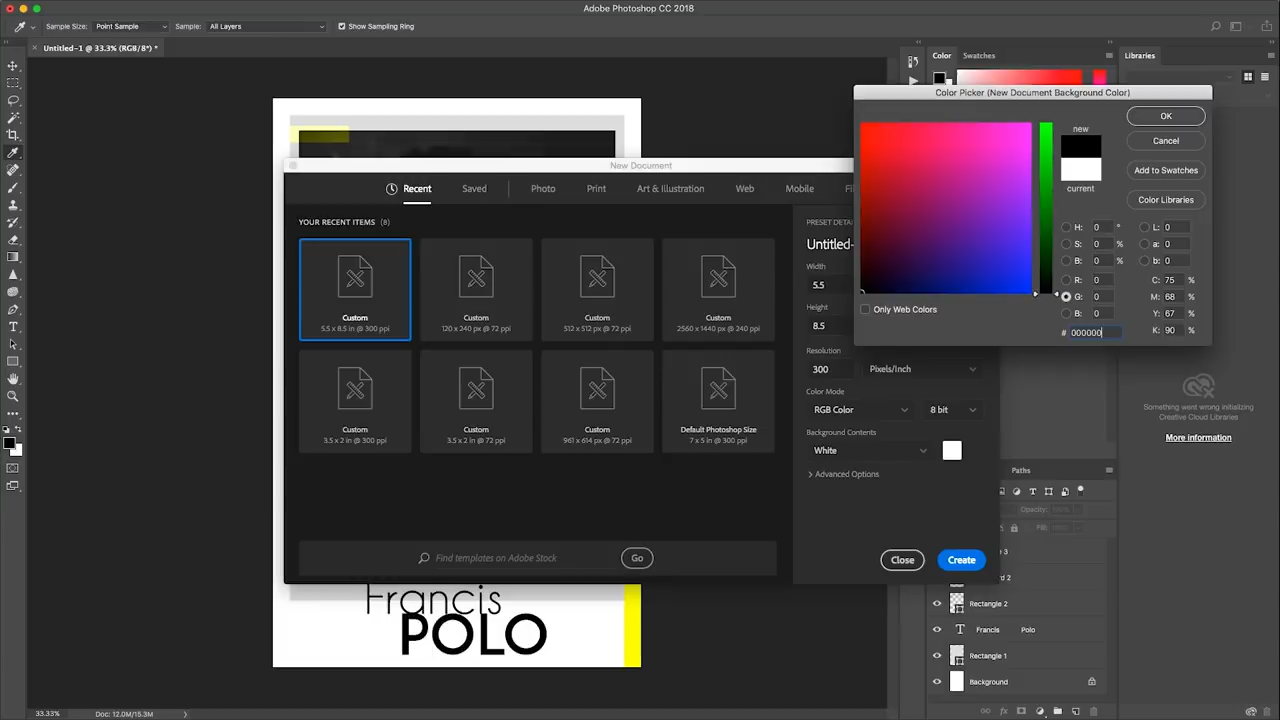 Adobe Photoshop CC 2018
Sample Size: Point Sample Sample: All Layers Show Sampling Ring
Untitled-1 @ 33.3% (RGB/8*) *
Color Swatches
Libraries
Color Picker (New Document Background Color)
new
current
OK
Cancel
Add to Swatches
Color Libraries
H: 0 °
S: 0 %
B: 0 %
R: 0
G: 0
B: 0
L: 0
a: 0
b: 0
C: 75 %
M: 68 %
Y: 67 %
K: 90 %
# 000000
Only Web Colors
New Document
Recent Saved Photo Print Art & Illustration Web Mobile
YOUR RECENT ITEMS (8)
Custom
5.5 x 8.5 in @ 300 ppi
Custom
120 x 240 px @ 72 ppi
Custom
512 x 512 px @ 72 ppi
Custom
2560 x 1440 px @ 240 ppi
Custom
3.5 x 2 in @ 300 ppi
Custom
3.5 x 2 in @ 72 ppi
Custom
961 x 614 px @ 72 ppi
Default Photoshop Size
7 x 5 in @ 300 ppi
Find templates on Adobe Stock Go
PRESET DETAI
Untitled-
Width
5.5
Height
8.5
Resolution
300 Pixels/Inch
Color Mode
RGB Color 8 bit
Background Contents
White
Advanced Options
Close Create
Something went wrong initializing
Creative Cloud Libraries
More information
Paths
Opacity:
Fill:
3
2
Rectangle 2
Francis Polo
Rectangle 1
Background
Francis
POLO
33.33% Doc: 12.0M/15.3M